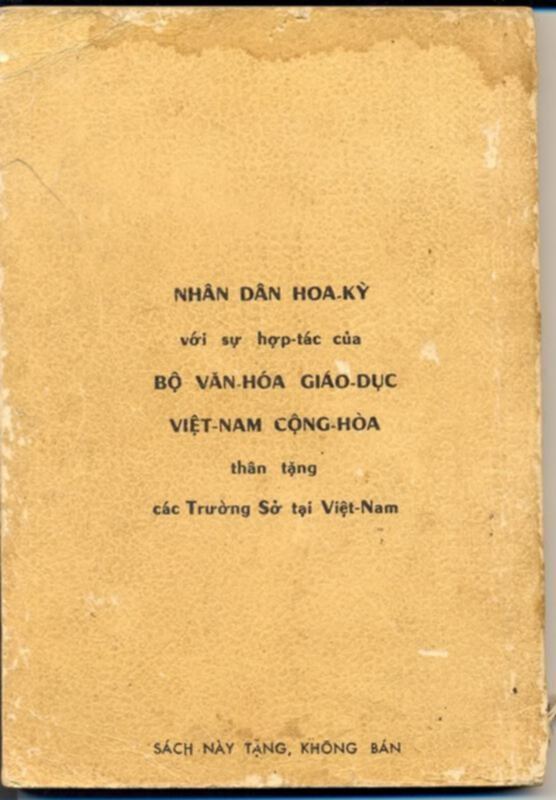 NHÂN DÂN HOA-KỲ
với sự hợp-tác của
BỘ VĂN-HÓA GIÁO-DỤC
VIỆT-NAM CỘNG-HÒA
thân tặng
các Trường Sở tại Việt-Nam
SÁCH NÀY TẶNG, KHÔNG BÁN